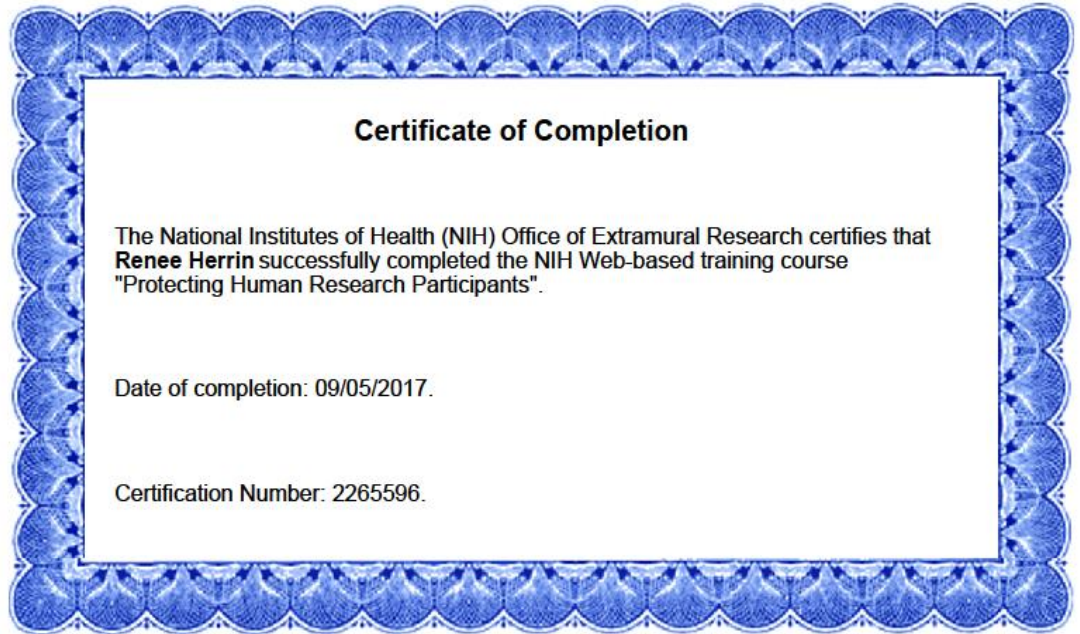 Certificate of Completion
The National Institutes of Health (NIH) Office of Extramural Research certifies that
Renee Herrin successfully completed the NIH Web-based training course
"Protecting Human Research Participants".
Date of completion: 09/05/2017.
Certification Number: 2265596.